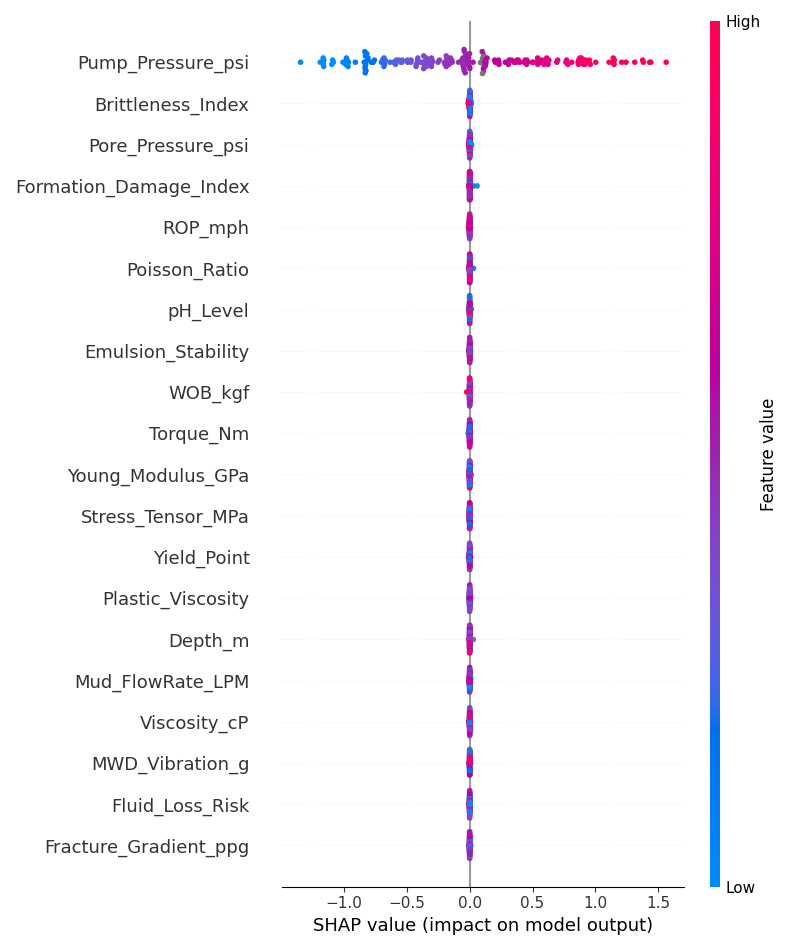 High
Pump_Pressure_psi
Brittleness_Index
Pore_Pressure_psi
Formation_Damage_Index
ROP_mph
Poisson_Ratio
pH_Level
Emulsion_Stability
WOB_kgf
Torque_Nm
Young_Modulus_GPa
Stress_Tensor_MPa
Yield_Point
Plastic_Viscosity
Depth_m
Mud_FlowRate_LPM
Viscosity_cP
MWD_Vibration_g
Fluid_Loss_Risk
Fracture_Gradient_ppg
Feature value
Low
−1.0 −0.5 0.0 0.5 1.0 1.5
SHAP value (impact on model output)